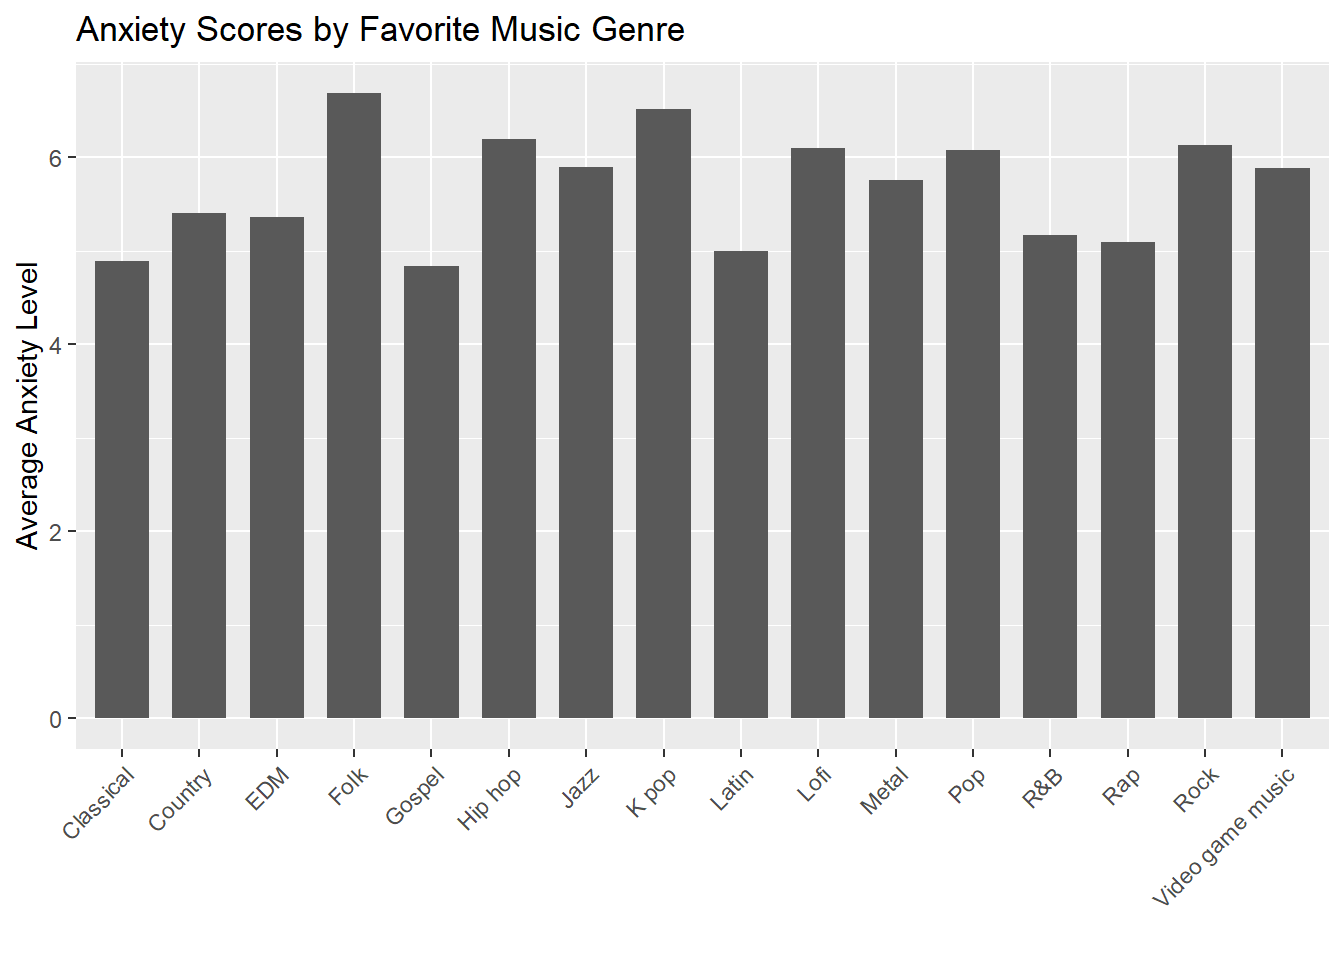 Anxiety Scores by Favorite Music Genre
Average Anxiety Level
6
4
2
0
Classical
Country
EDM
Folk
Gospel
Hip hop
Jazz
K pop
Latin
Lofi
Metal
Pop
R&B
Rap
Rock
Video game music